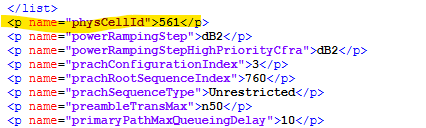 </list>
<p name="physCellId">561</p>
<p name="powerRampingStep">dB2</p>
<p name="powerRampingStepHighPriorityCfra">dB2</p>
<p name="prachConfigurationIndex">3</p>
<p name="prachRootSequenceIndex">760</p>
<p name="prachSequenceType">Unrestricted</p>
<p name="preambleTransMax">n50</p>
<p name="primaryPathMaxQueueingDelay">10</p>